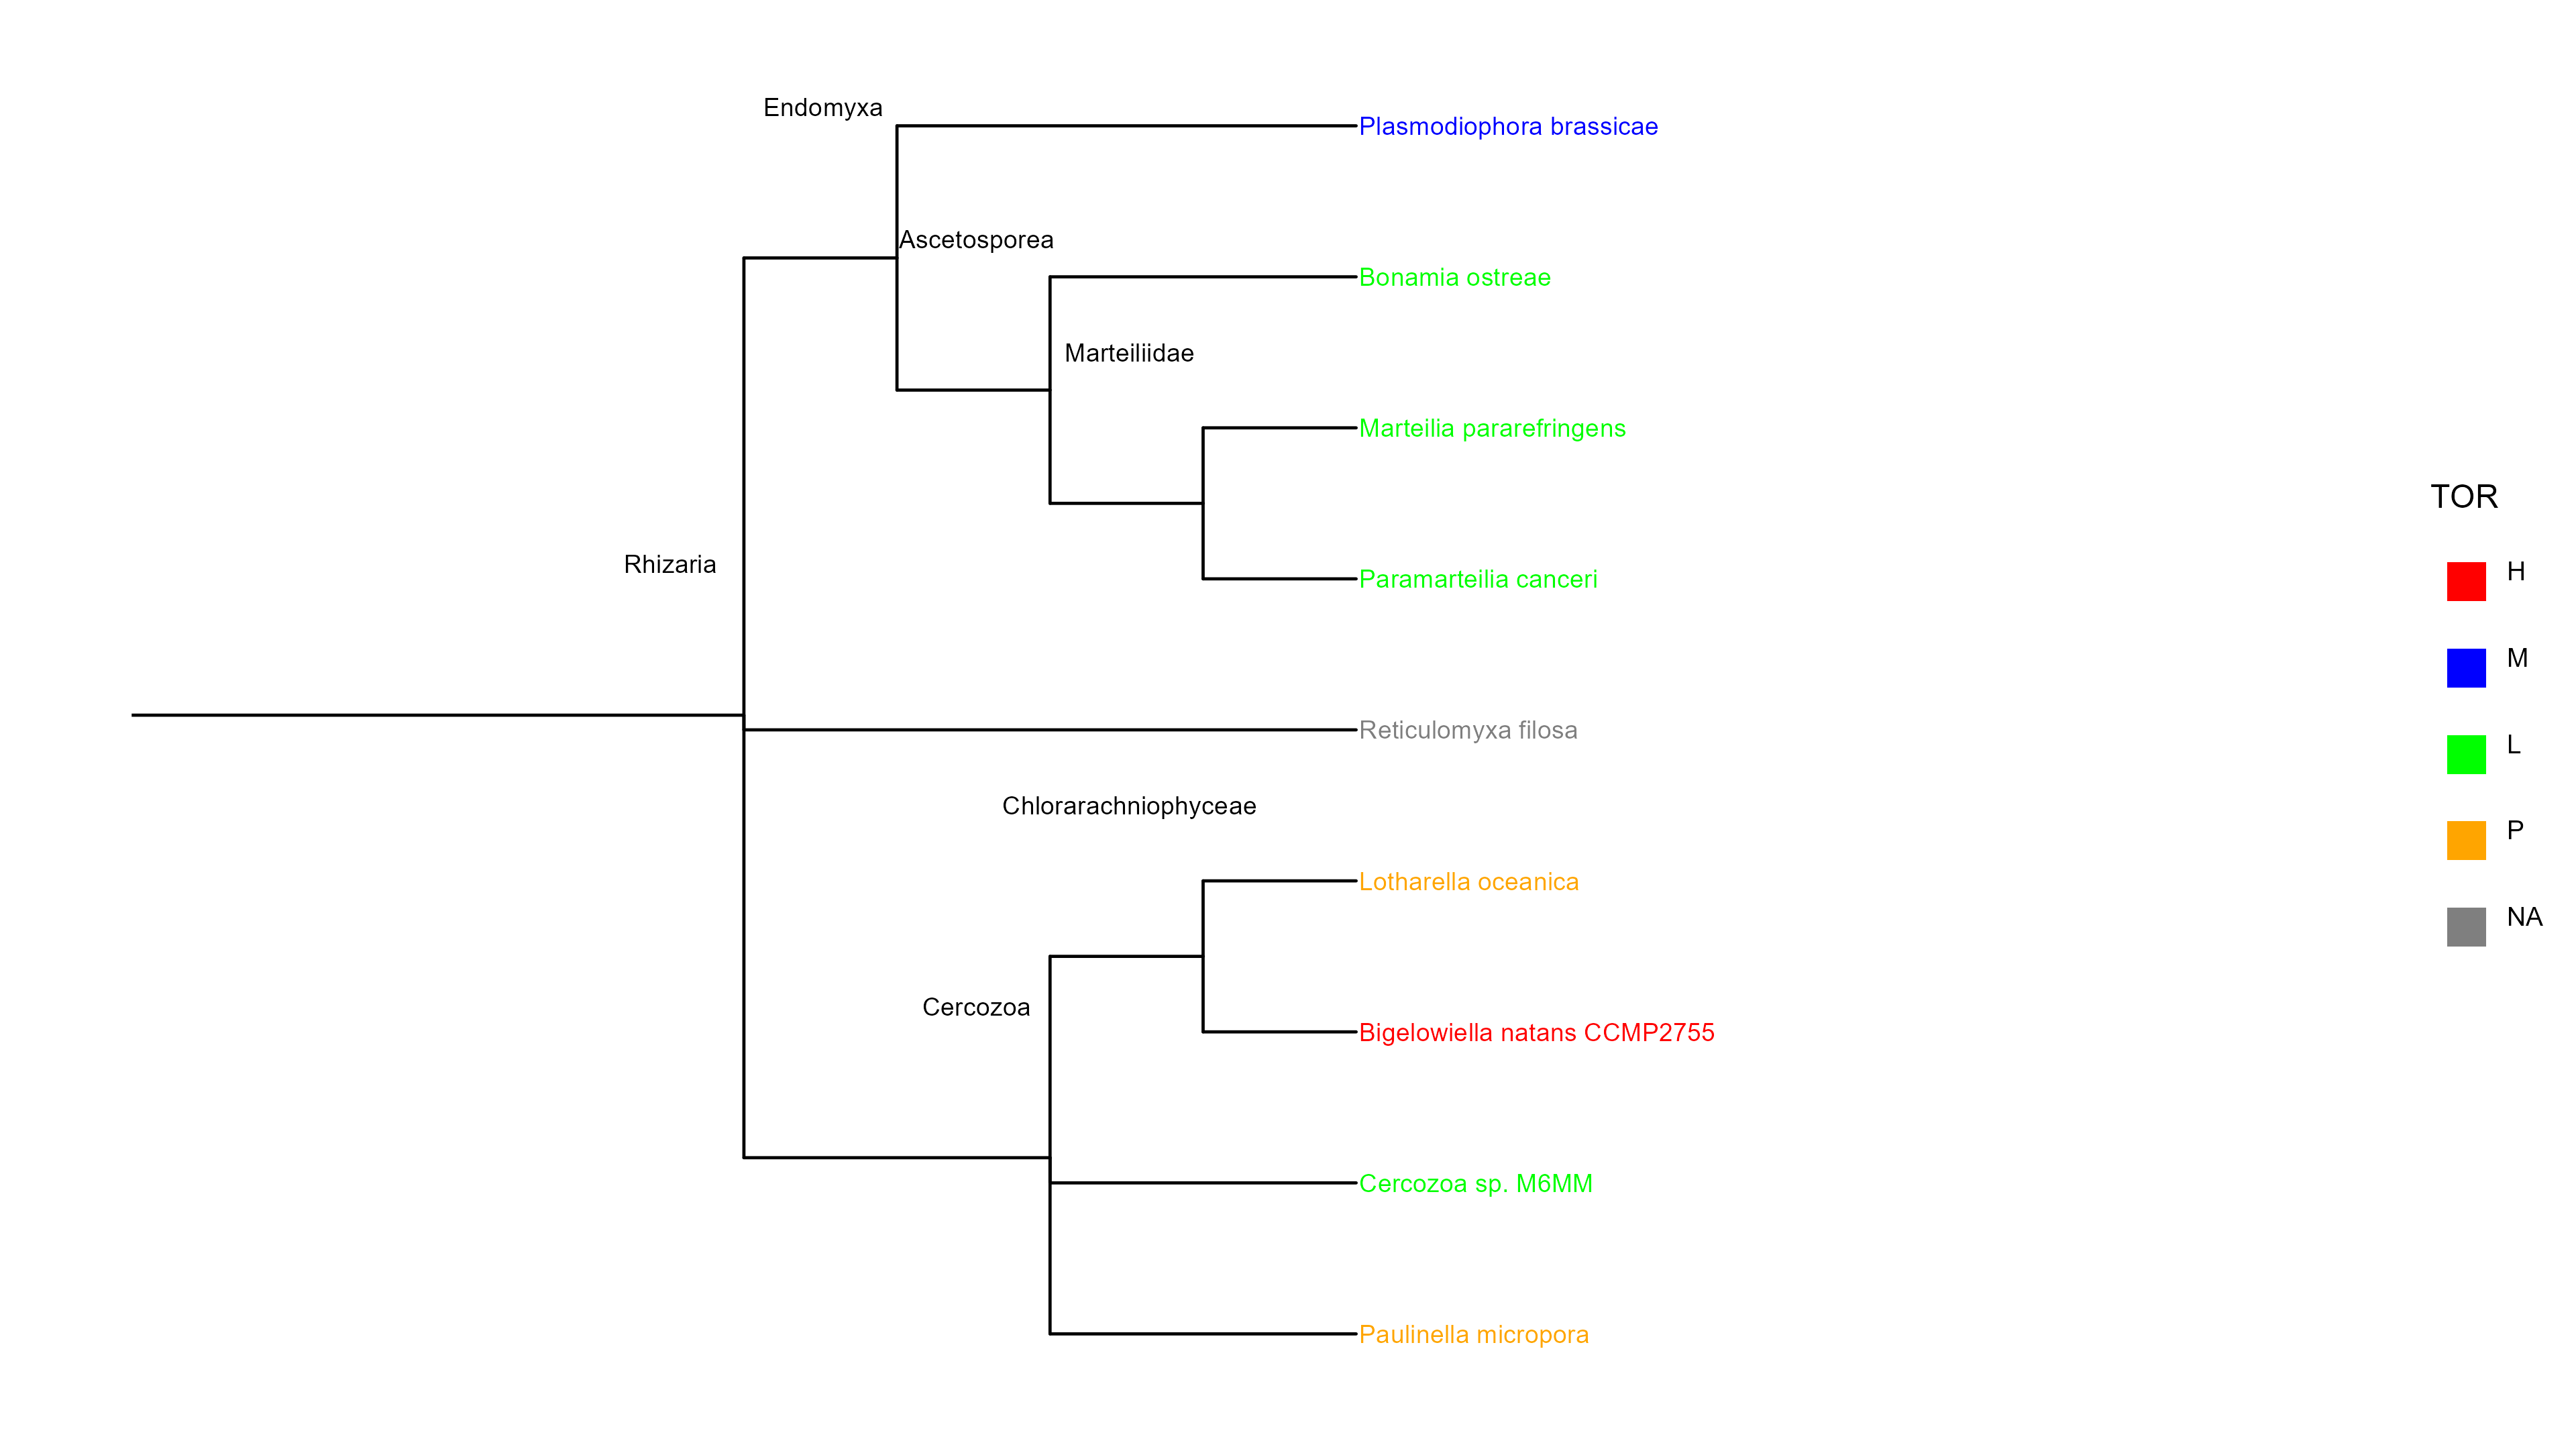 Endomyxa
Plasmodiophora brassicae
Ascetosporea
Bonamia ostreae
Marteiliidae
Marteilia pararefringens
Paramarteilia canceri
Rhizaria
Reticulomyxa filosa
Chlorarachniophyceae
Lotharella oceanica
Cercozoa
Bigelowiella natans CCMP2755
Cercozoa sp. M6MM
Paulinella micropora
TOR
H
M
L
P
NA